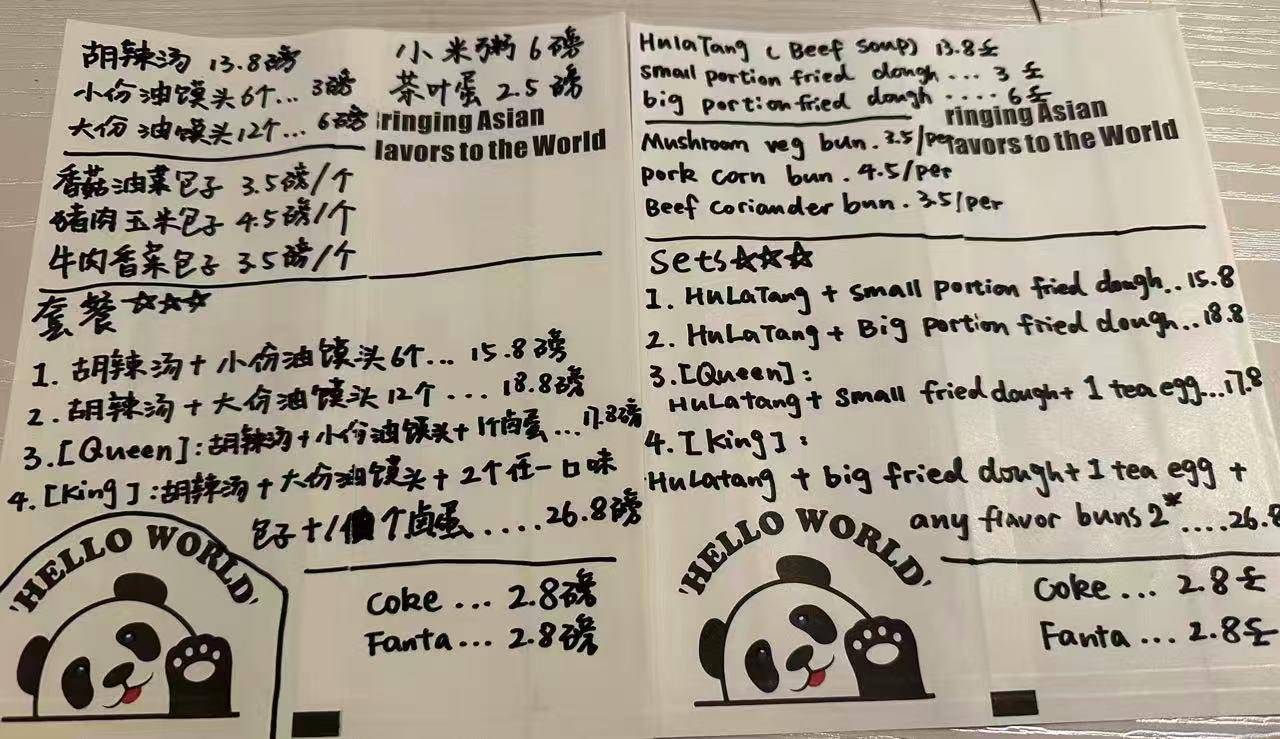 胡辣汤 13.8磅
小份油馍头6个... 3磅
大份 油馍头12个... 6磅
小米粥 6磅
茶叶蛋 2.5磅
ringing Asian
lavors to the World
香菇油菜包子 3.5磅/个
猪肉玉米包子 4.5磅/个
牛肉香菜包子 3.5磅/个
套餐☆☆☆
1. 胡辣汤+小份油馍头6个... 15.8磅
2. 胡辣汤+大份油馍头12个... 18.8磅
3.[Queen]:胡辣汤+小份油馍头+1个卤蛋...17.8磅
4.[King]:胡辣汤+大份油馍头+2个任一口味
包子+1个卤蛋....26.8磅
'HELLO WORLD'
Coke ... 2.8磅
Fanta ... 2.8磅
HulaTang (Beef soup) 13.8£
small portion fried dough ... 3£
big portion fried dough .... 6£
ringing Asian
avors to the World
Mushroom veg bun. 3.5/per
pork corn bun. 4.5/per
Beef coriander bun. 3.5/per
Sets☆☆☆
1. HuLaTang + small portion fried dough..15.8
2. HuLaTang + Big portion fried dough..18.8
3.[Queen]:
HuLatang + small fried dough+ 1 tea egg...17.8
4.[King]:
HuLatang + big fried dough+ 1 tea egg +
any flavor buns 2*....26.8
'HELLO WORLD'
Coke ... 2.8£
Fanta ... 2.8£